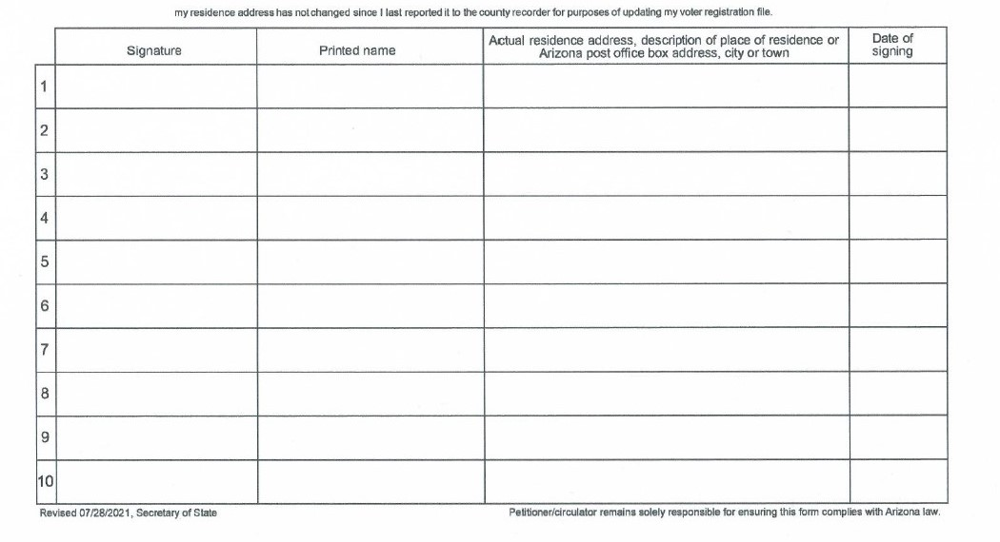 my residence address has not changed since I last reported it to the county recorder for purposes of updating my voter registration file.
Signature
Printed name
Actual residence address, description of place of residence or
Arizona post office box address, city or town
Date of
signing
1
2
3
4
5
6
7
8
9
10
Revised 07/28/2021, Secretary of State
Petitioner/circulator remains solely responsible for ensuring this form complies with Arizona law.